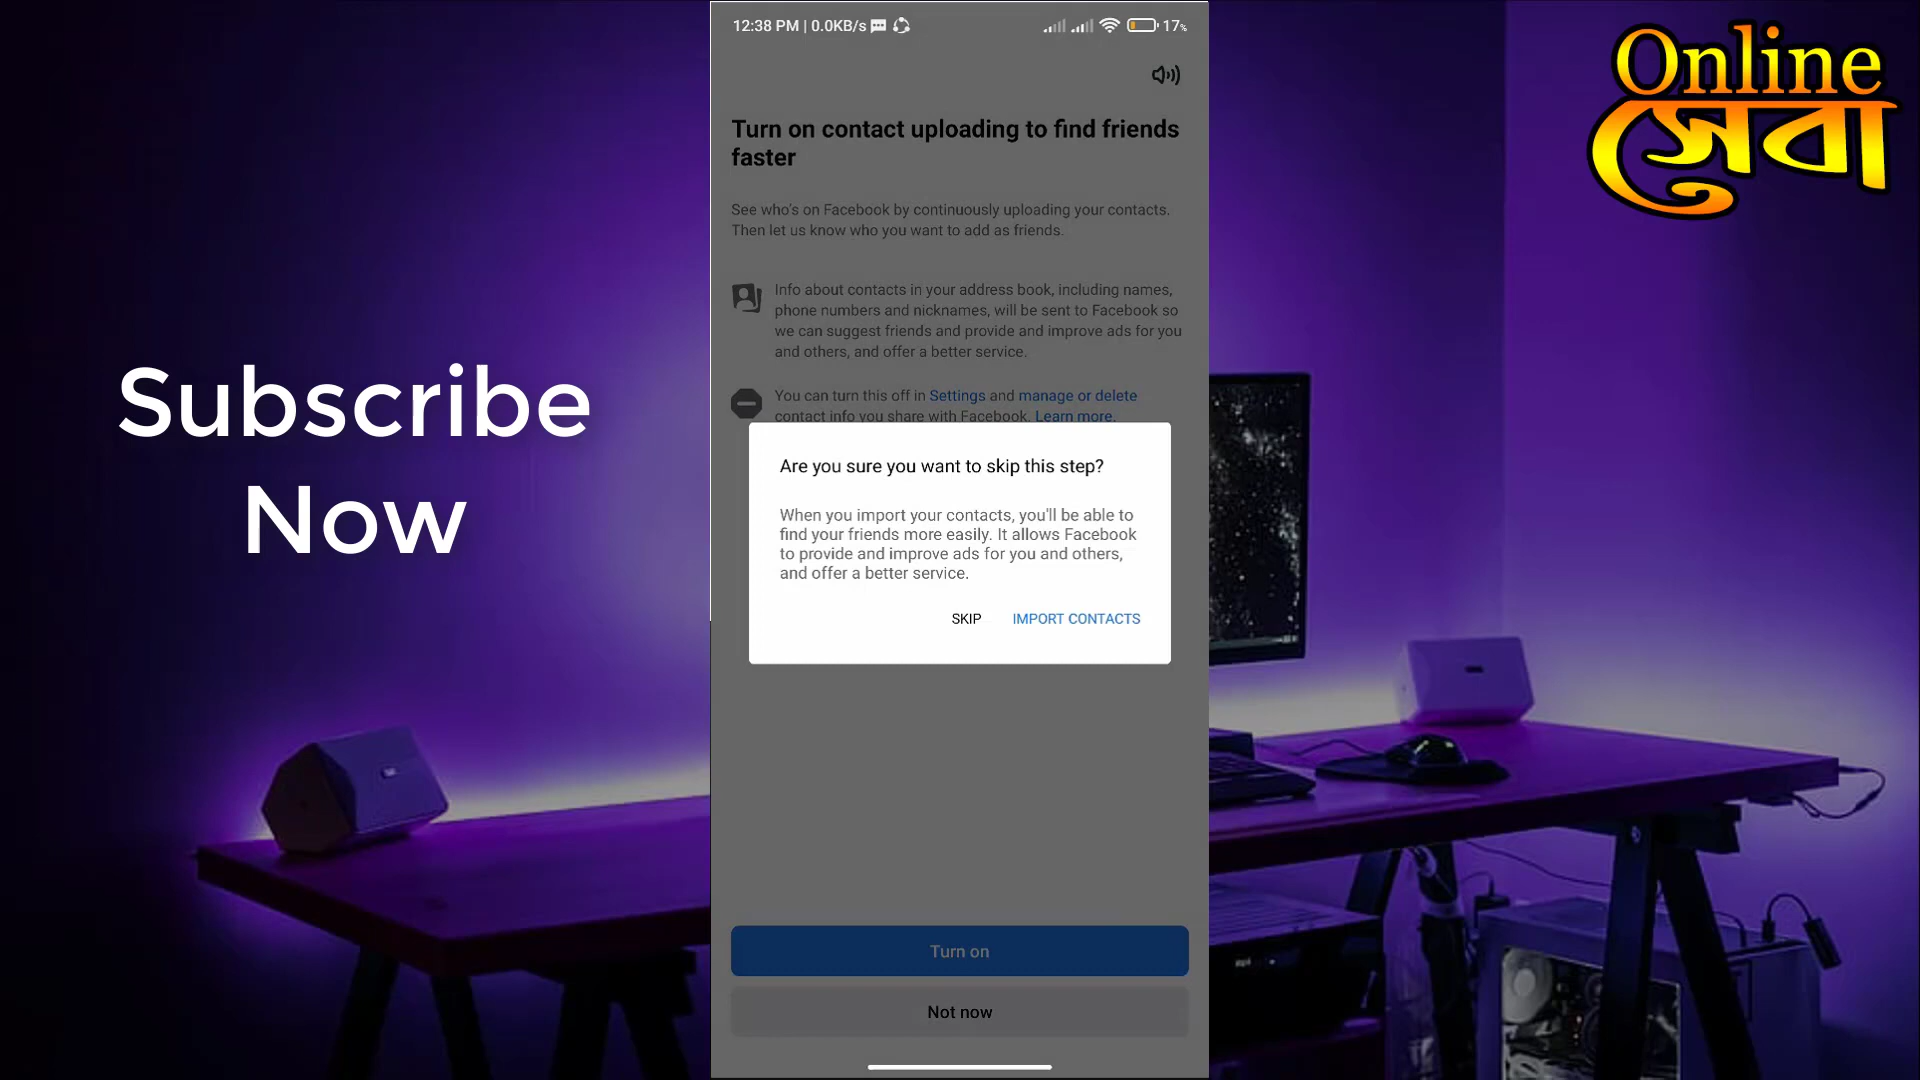 12:38 PM | 0.0KB/s
17%
Online
সেবা
Turn on contact uploading to find friends
faster
See who's on Facebook by continuously uploading your contacts.
Then let us know who you want to add as friends.
Info about contacts in your address book, including names,
phone numbers and nicknames, will be sent to Facebook so
we can suggest friends and provide and improve ads for you
and others, and offer a better service.
You can turn this off in Settings and manage or delete
contact info you share with Facebook. Learn more.
Subscribe
Now
Are you sure you want to skip this step?
When you import your contacts, you'll be able to
find your friends more easily. It allows Facebook
to provide and improve ads for you and others,
and offer a better service.
SKIP IMPORT CONTACTS
Turn on
Not now